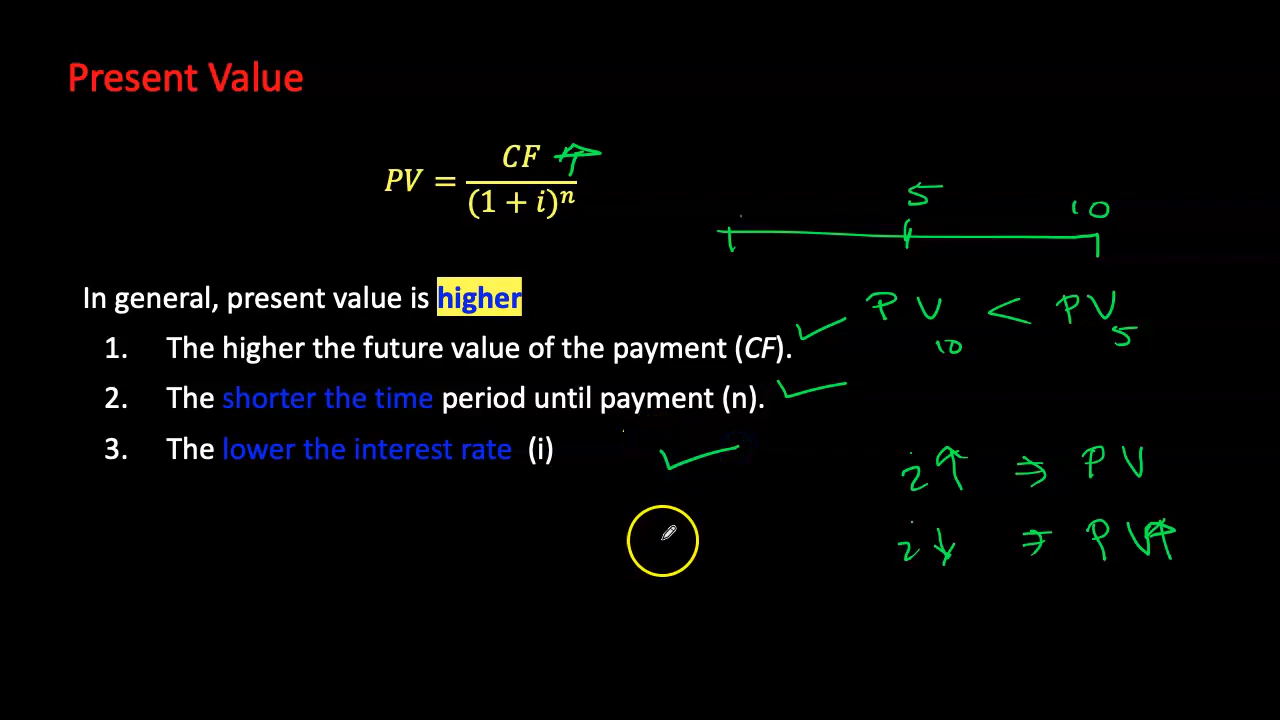 Present Value
PV = CF ↑ / (1 + i)ⁿ
5
10
In general, present value is higher
PV₁₀ < PV₅
1. The higher the future value of the payment (CF). ✓
2. The shorter the time period until payment (n). ✓
3. The lower the interest rate (i) ✓
i↑ ⇒ PV
i↓ ⇒ PV↑